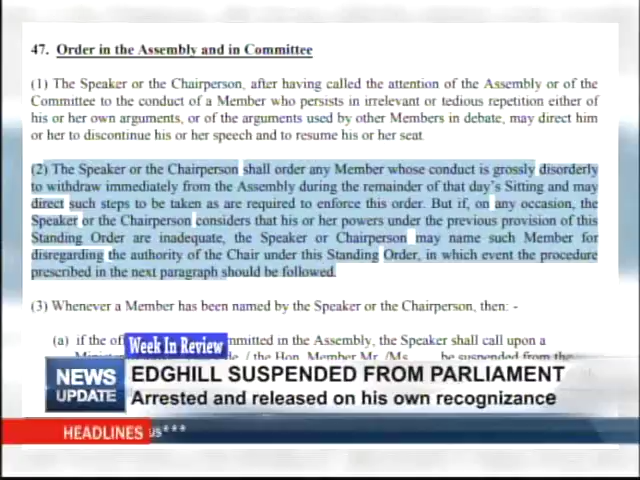 47. Order in the Assembly and in Committee
(1) The Speaker or the Chairperson, after having called the attention of the Assembly or of the
Committee to the conduct of a Member who persists in irrelevant or tedious repetition either of
his or her own arguments, or of the arguments used by other Members in debate, may direct him
or her to discontinue his or her speech and to resume his or her seat
(2) The Speaker or the Chairperson shall order any Member whose conduct is grossly disorderly
to withdraw immediately from the Assembly during the remainder of that day's Sitting and may
direct such steps to be taken as are required to enforce this order. But if, on any occasion, the
Speaker or the Chairperson considers that his or her powers under the previous provision of this
Standing Order are inadequate, the Speaker or Chairperson may name such Member for
disregarding the authority of the Chair under this Standing Order, in which event the procedure
prescribed in the next paragraph should be followed.
(3) Whenever a Member has been named by the Speaker or the Chairperson, then: -
(a) if the of mmitted in the Assembly, the Speaker shall call upon a
Week In Review
/ the Hon. Member Mr. /Ms. be suspended from the
NEWS UPDATE
EDGHILL SUSPENDED FROM PARLIAMENT
Arrested and released on his own recognizance
HEADLINES us***